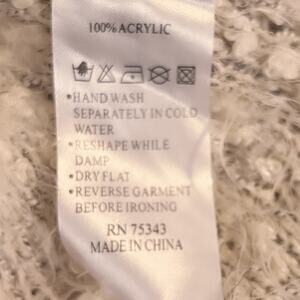 100% ACRYLIC
•HAND WASH
SEPARATELY IN COLD
WATER
•RESHAPE WHILE
DAMP
•DRY FLAT
•REVERSE GARMENT
BEFORE IRONING
RN 75343
MADE IN CHINA